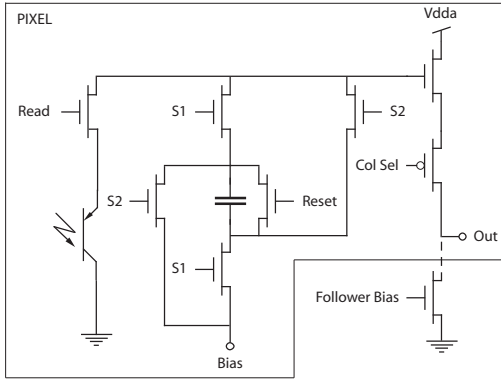 PIXEL
Vdda
Read
S1
S2
Col Sel
S2
Reset
Out
S1
Follower Bias
Bias